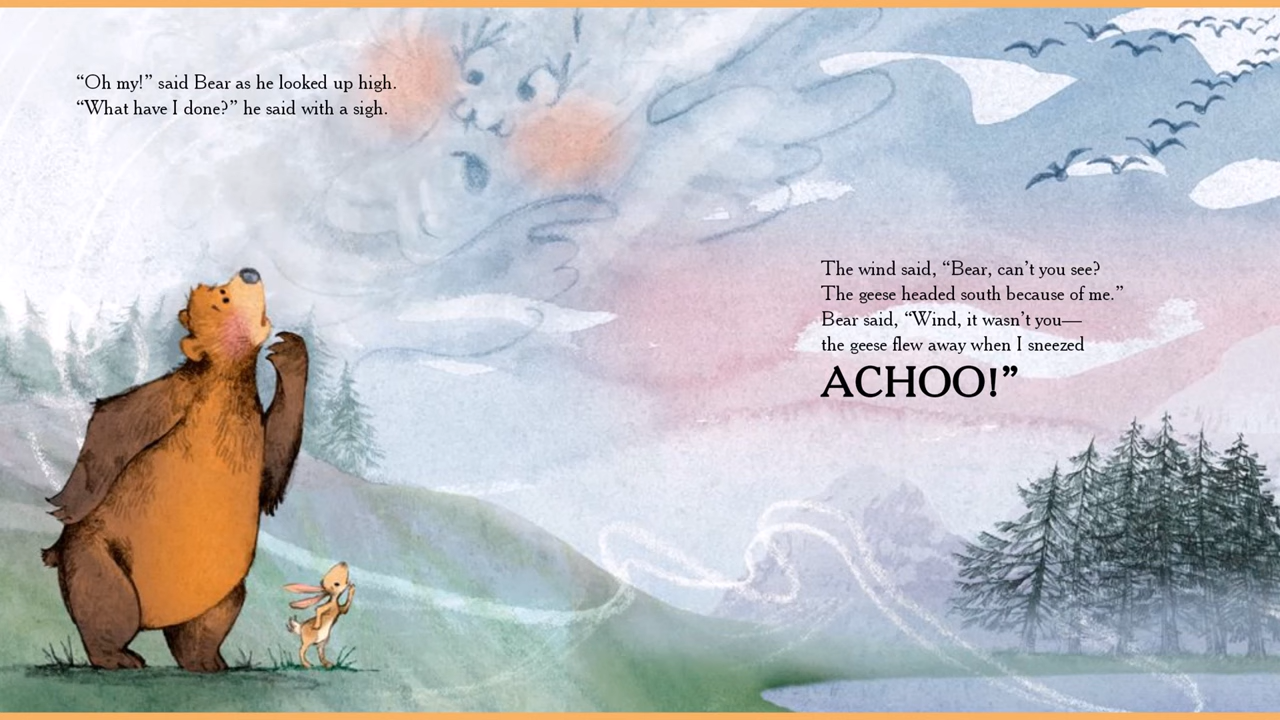 “Oh my!” said Bear as he looked up high.
“What have I done?” he said with a sigh.
The wind said, “Bear, can’t you see?
The geese headed south because of me.”
Bear said, “Wind, it wasn’t you—
the geese flew away when I sneezed
ACHOO!”